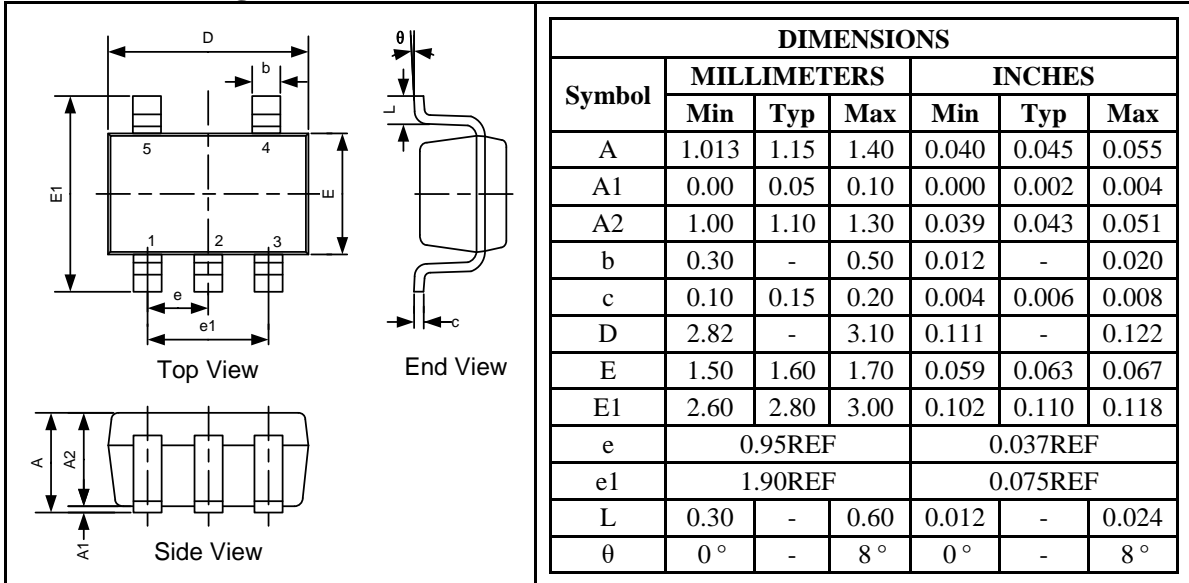 D
b
θ
L
5 4
E1
E
1 2 3
e
e1
c
Top View
End View
A
A2
A1
Side View
DIMENSIONS
Symbol MILLIMETERS INCHES
Min Typ Max Min Typ Max
A 1.013 1.15 1.40 0.040 0.045 0.055
A1 0.00 0.05 0.10 0.000 0.002 0.004
A2 1.00 1.10 1.30 0.039 0.043 0.051
b 0.30 - 0.50 0.012 - 0.020
c 0.10 0.15 0.20 0.004 0.006 0.008
D 2.82 - 3.10 0.111 - 0.122
E 1.50 1.60 1.70 0.059 0.063 0.067
E1 2.60 2.80 3.00 0.102 0.110 0.118
e 0.95REF 0.037REF
e1 1.90REF 0.075REF
L 0.30 - 0.60 0.012 - 0.024
θ 0 ° - 8 ° 0 ° - 8 °